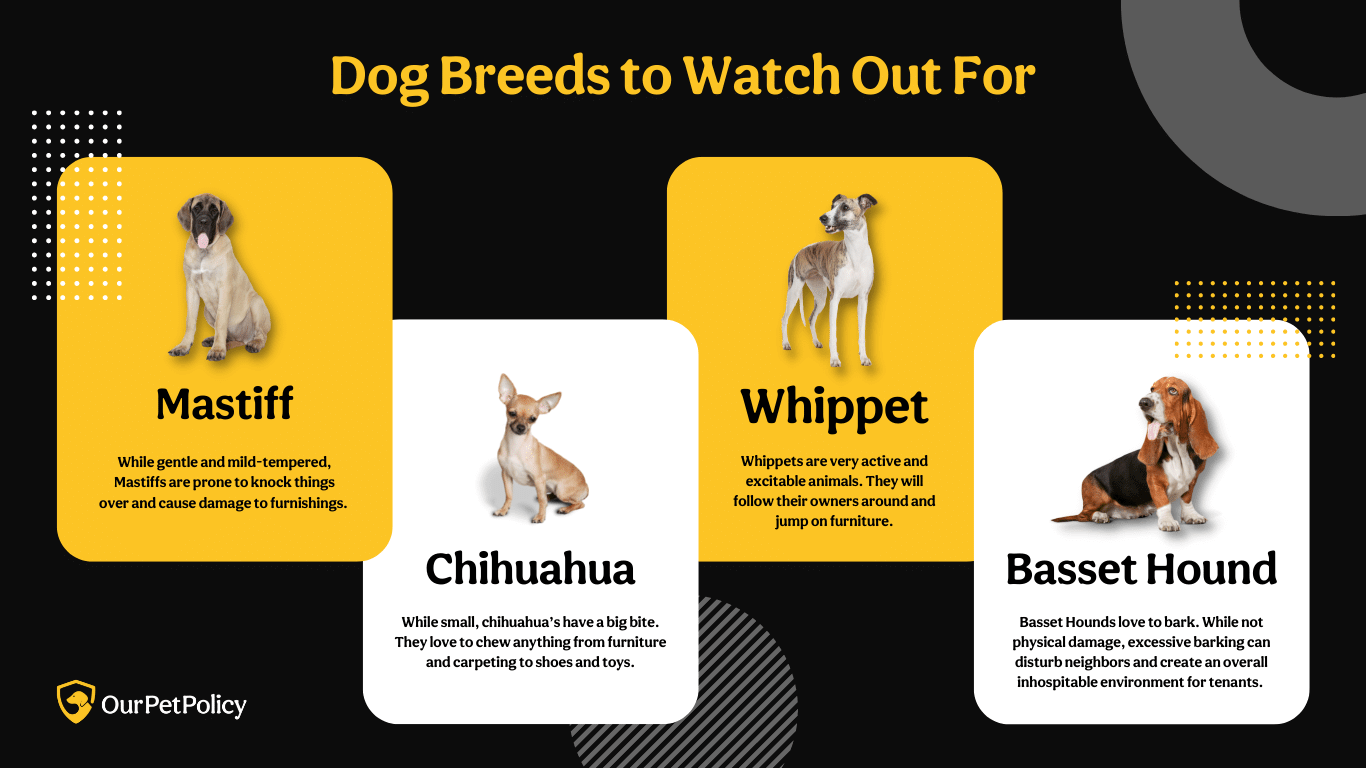 Dog Breeds to Watch Out For
Mastiff
While gentle and mild-tempered,
Mastiffs are prone to knock things
over and cause damage to furnishings.
Chihuahua
While small, chihuahua's have a big bite.
They love to chew anything from furniture
and carpeting to shoes and toys.
Whippet
Whippets are very active and
excitable animals. They will
follow their owners around and
jump on furniture.
Basset Hound
Basset Hounds love to bark. While not
physical damage, excessive barking can
disturb neighbors and create an overall
inhospitable environment for tenants.
OurPetPolicy